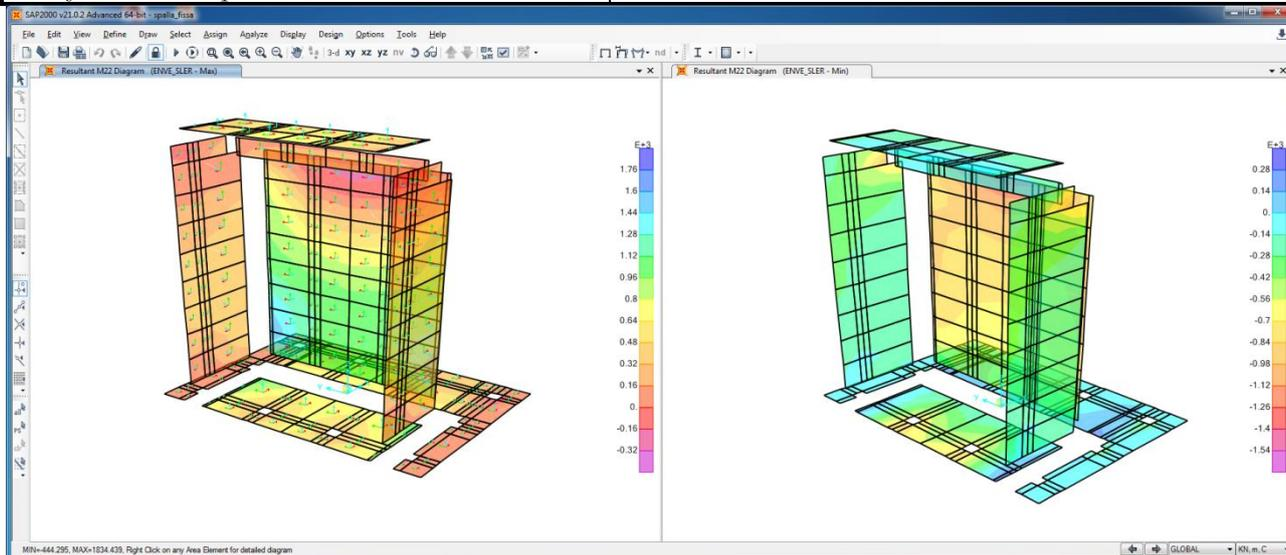 SAP2000 v21.0.2 Advanced 64-bit - spalla_fissa
File Edit View Define Draw Select Assign Analyze Display Design Options Tools Help
3-d xy xz yz nv nd
Resultant M22 Diagram (ENVE_SLER - Max)
Resultant M22 Diagram (ENVE_SLER - Min)
E+3
1.76
1.6
1.44
1.28
1.12
0.96
0.8
0.64
0.48
0.32
0.16
0.
-0.16
-0.32
E+3
0.28
0.14
0.
-0.14
-0.28
-0.42
-0.56
-0.7
-0.84
-0.98
-1.12
-1.26
-1.4
-1.54
MIN=-444.295, MAX=1834.439, Right Click on any Area Element for detailed diagram
GLOBAL
KN, m, C